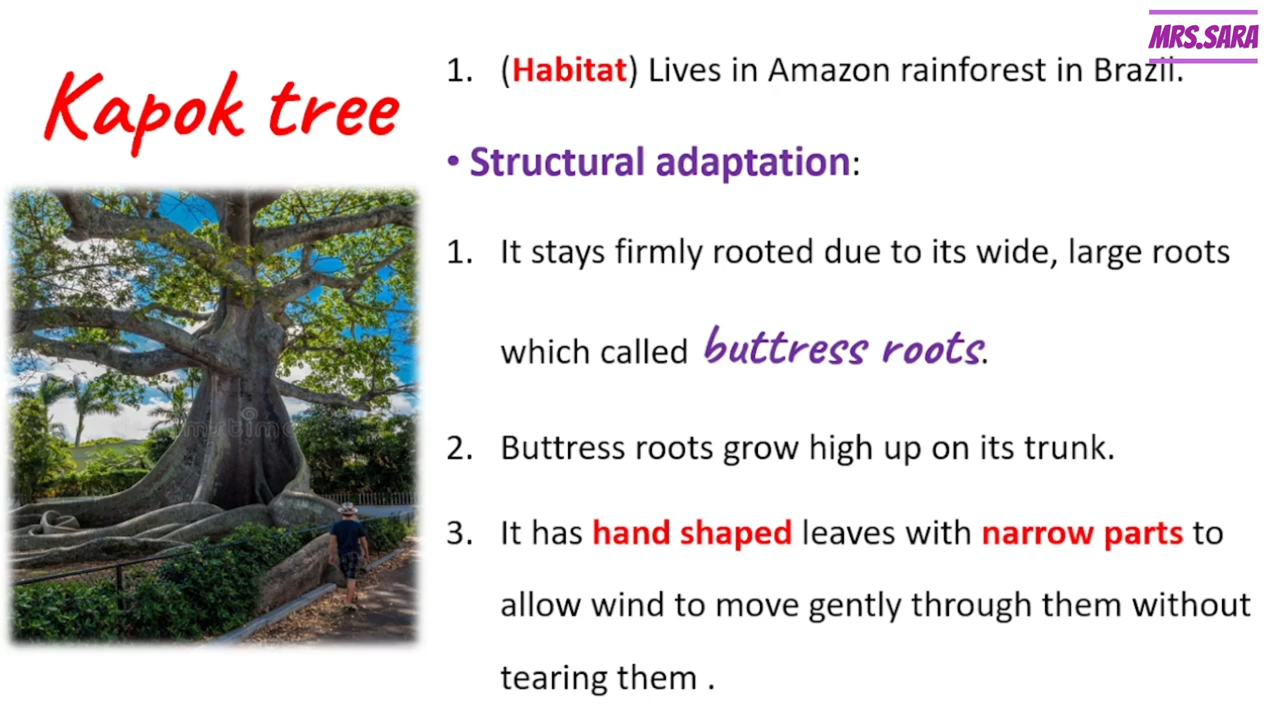 MRS.SARA
Kapok tree
1. (Habitat) Lives in Amazon rainforest in Brazil.
• Structural adaptation:
1. It stays firmly rooted due to its wide, large roots
which called buttress roots.
2. Buttress roots grow high up on its trunk.
3. It has hand shaped leaves with narrow parts to
allow wind to move gently through them without
tearing them .